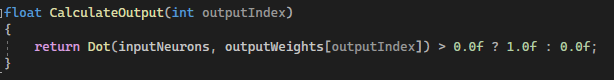 float CalculateOutput(int outputIndex)
{
return Dot(inputNeurons, outputWeights[outputIndex]) > 0.0f ? 1.0f : 0.0f;
}